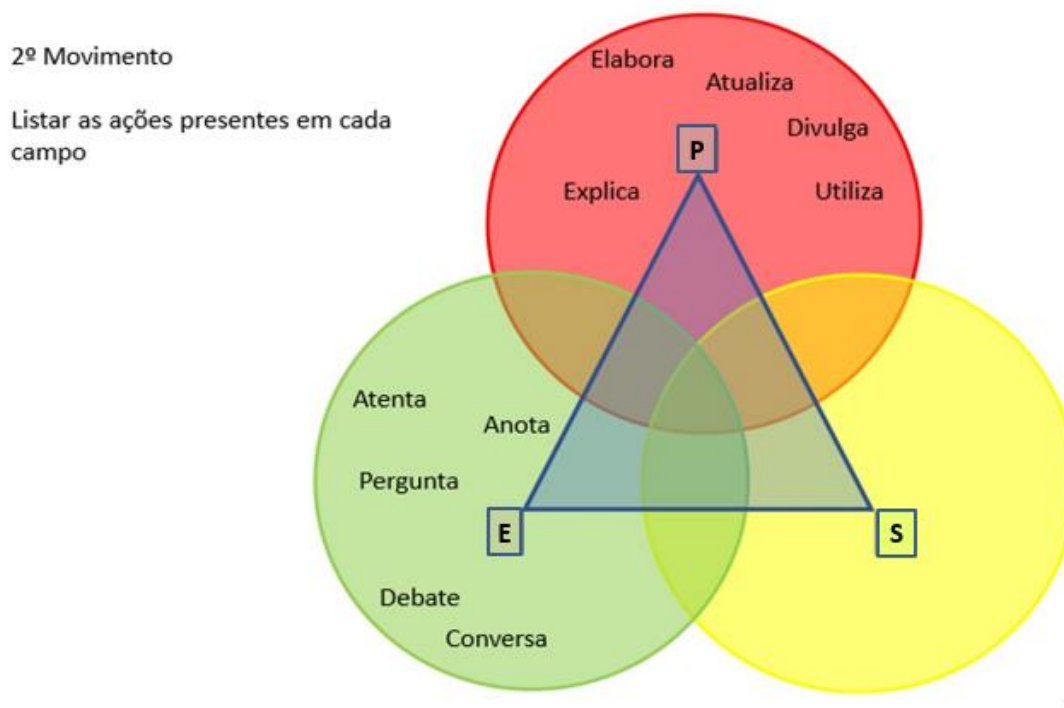 2º Movimento
Listar as ações presentes em cada
campo
Elabora
Atualiza
Divulga
P
Explica
Utiliza
Atenta
Anota
Pergunta
E
S
Debate
Conversa